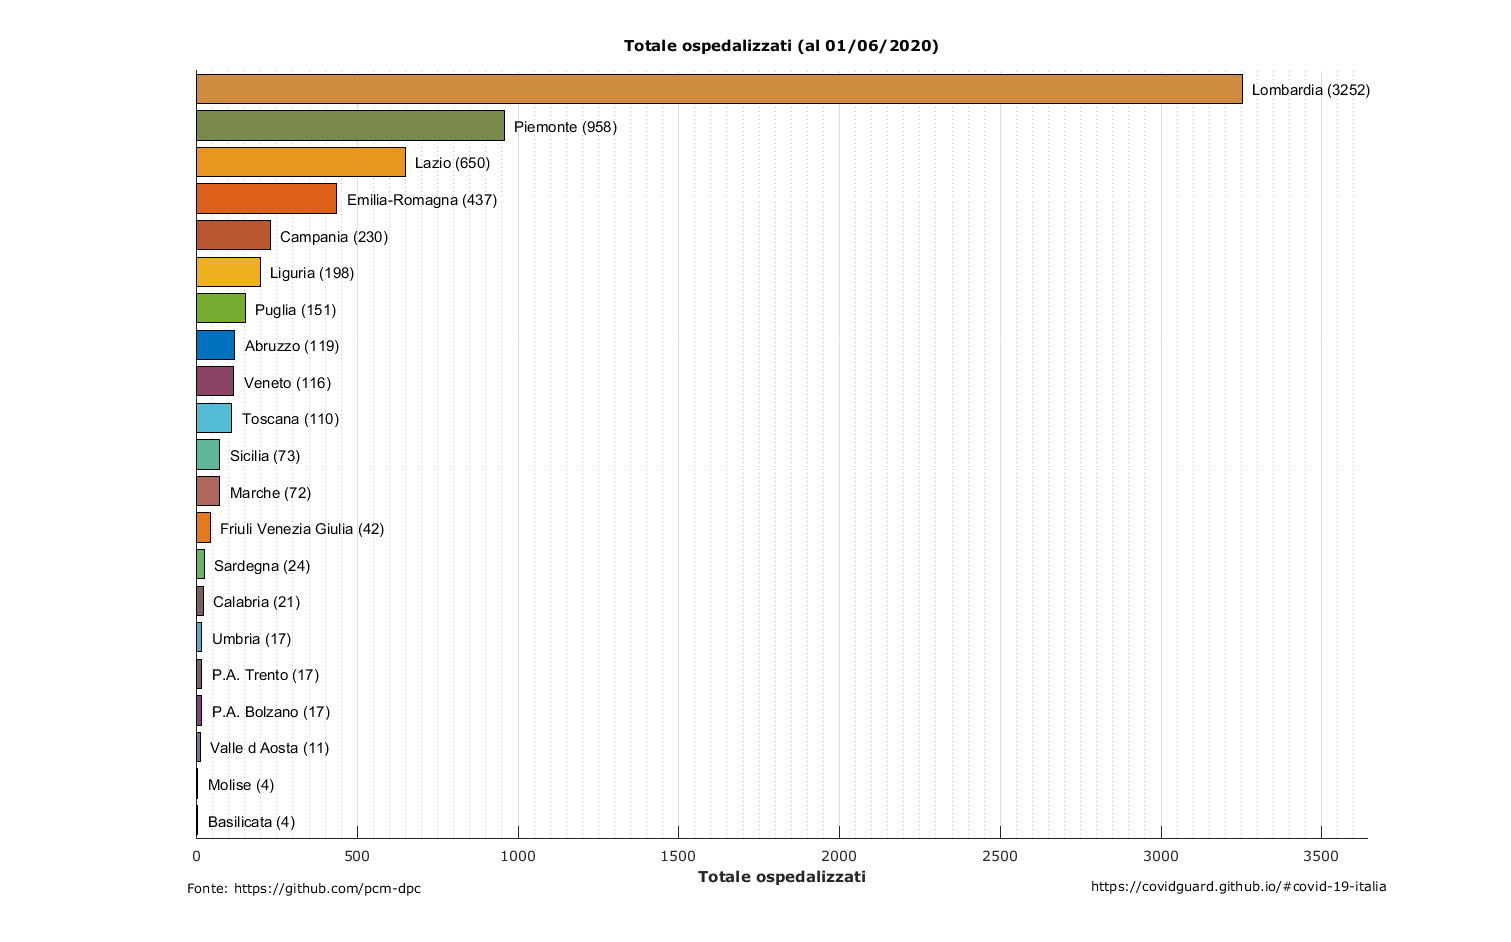 Totale ospedalizzati (al 01/06/2020)
Lombardia (3252)
Piemonte (958)
Lazio (650)
Emilia-Romagna (437)
Campania (230)
Liguria (198)
Puglia (151)
Abruzzo (119)
Veneto (116)
Toscana (110)
Sicilia (73)
Marche (72)
Friuli Venezia Giulia (42)
Sardegna (24)
Calabria (21)
Umbria (17)
P.A. Trento (17)
P.A. Bolzano (17)
Valle d Aosta (11)
Molise (4)
Basilicata (4)
0 500 1000 1500 2000 2500 3000 3500
Totale ospedalizzati
Fonte: https://github.com/pcm-dpc
https://covidguard.github.io/#covid-19-italia